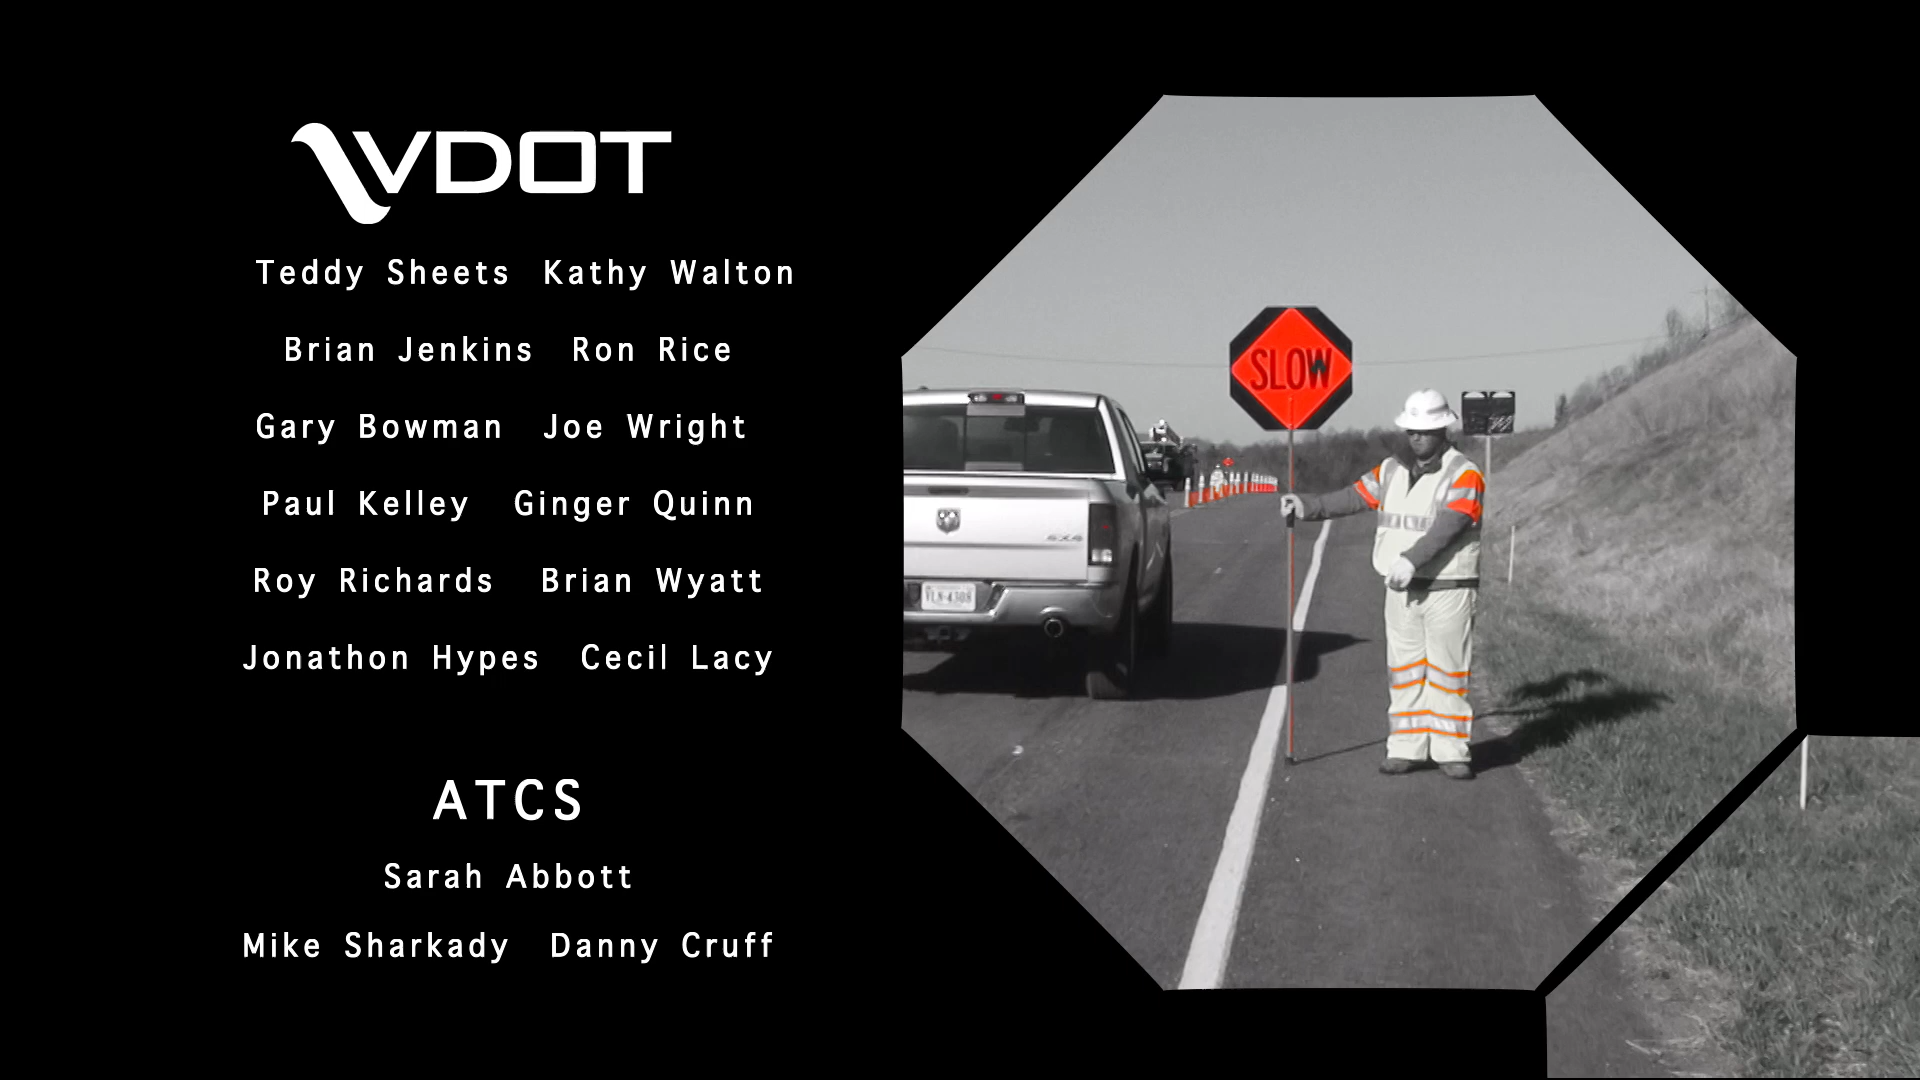 VDOT
Teddy Sheets Kathy Walton
Brian Jenkins Ron Rice
Gary Bowman Joe Wright
Paul Kelley Ginger Quinn
Roy Richards Brian Wyatt
Jonathon Hypes Cecil Lacy
ATCS
Sarah Abbott
Mike Sharkady Danny Cruff
SLOW
4X4